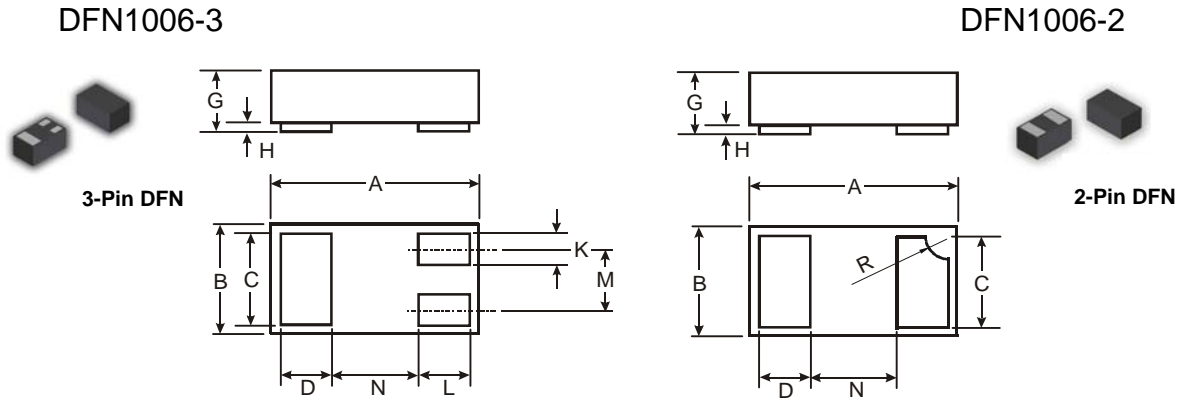 DFN1006-3
DFN1006-2
G
H
3-Pin DFN
A
B
C
K
M
D
N
L
G
H
2-Pin DFN
A
B
R
C
D
N